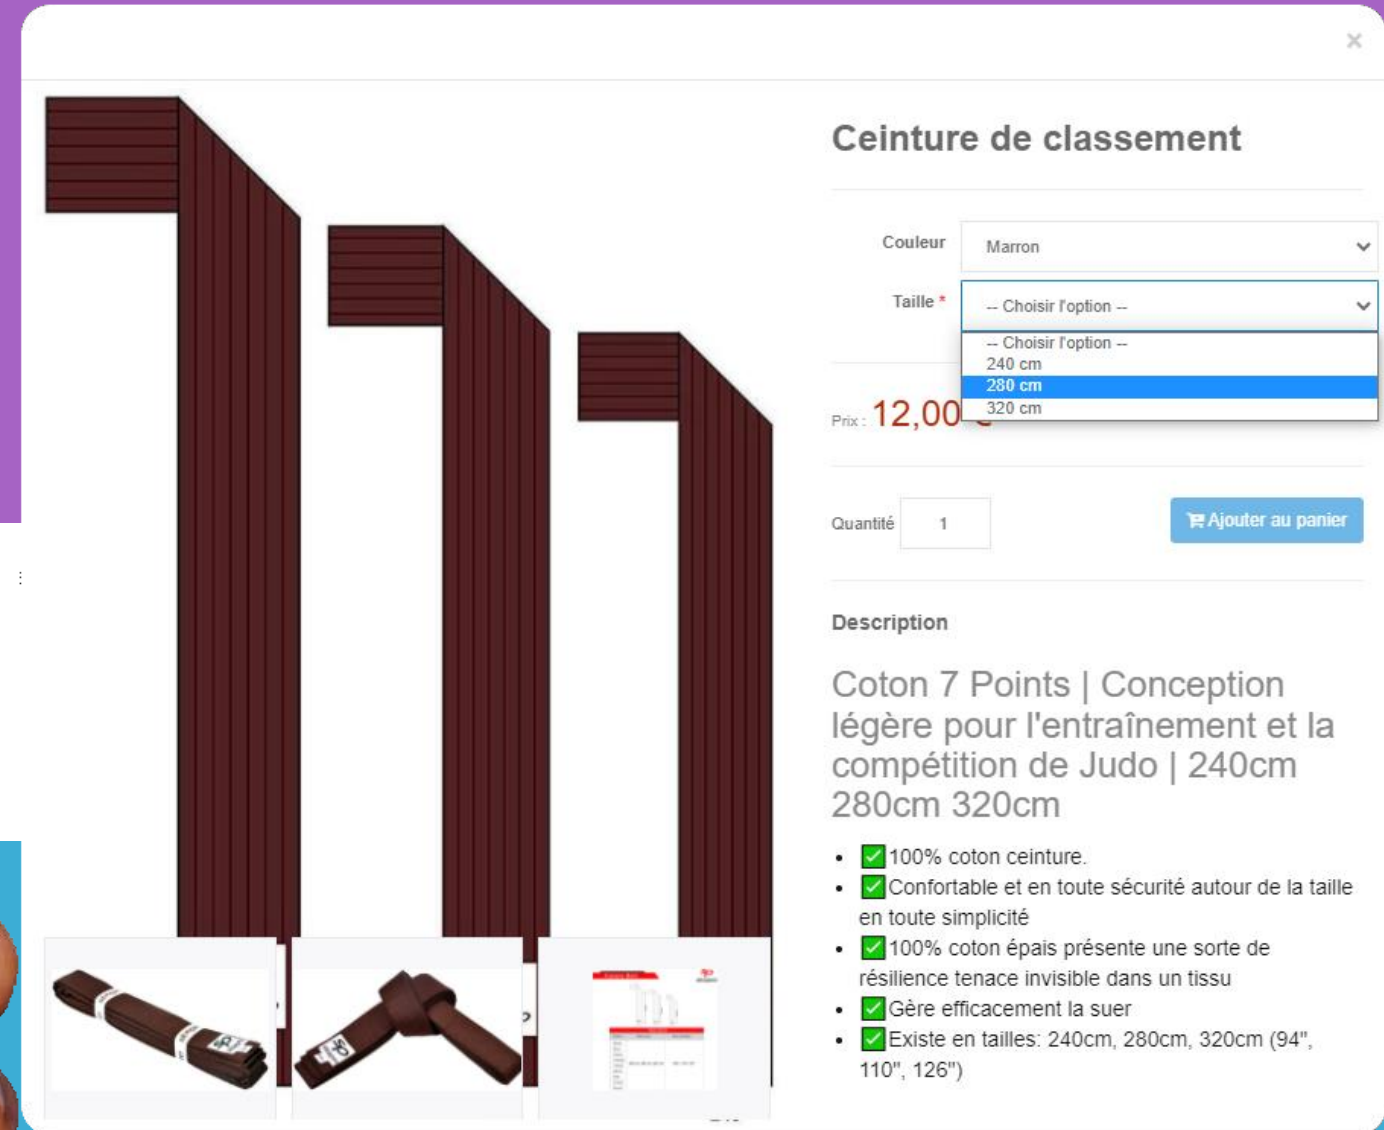 ×
Ceinture de classement
Couleur
Marron
Taille *
-- Choisir l'option --
-- Choisir l'option --
240 cm
280 cm
320 cm
Prix : 12,00
Quantité
1
Ajouter au panier
Description
Coton 7 Points | Conception
légère pour l'entraînement et la
compétition de Judo | 240cm
280cm 320cm
• ✅100% coton ceinture.
• ✅Confortable et en toute sécurité autour de la taille
en toute simplicité
• ✅100% coton épais présente une sorte de
résilience tenace invisible dans un tissu
• ✅Gère efficacement la suer
• ✅Existe en tailles: 240cm, 280cm, 320cm (94",
110", 126")